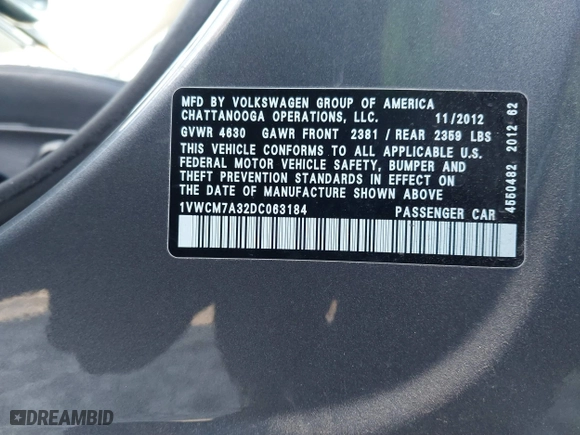 MFD BY VOLKSWAGEN GROUP OF AMERICA
CHATTANOOGA OPERATIONS, LLC. 11/2012
GVWR 4630 GAWR FRONT 2381 / REAR 2359 LBS
THIS VEHICLE CONFORMS TO ALL APPLICABLE U.S.
FEDERAL MOTOR VEHICLE SAFETY, BUMPER AND
THEFT PREVENTION STANDARDS IN EFFECT ON
THE DATE OF MANUFACTURE SHOWN ABOVE
1VWCM7A32DC063184 PASSENGER CAR
4560482 2012 62
DREAMBID